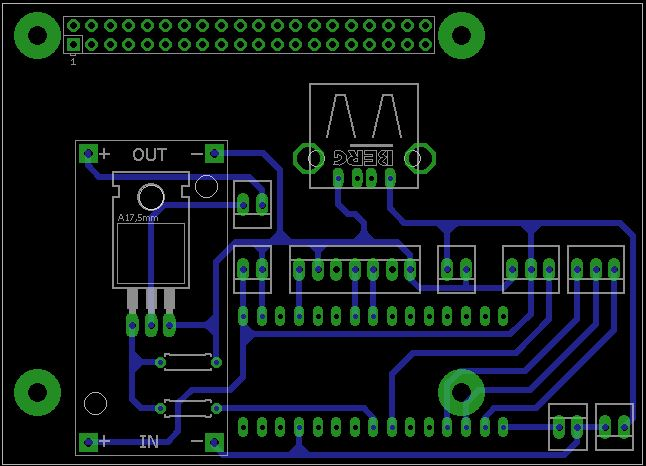 1
+ OUT −
BERG
A17,5mm
+ IN −